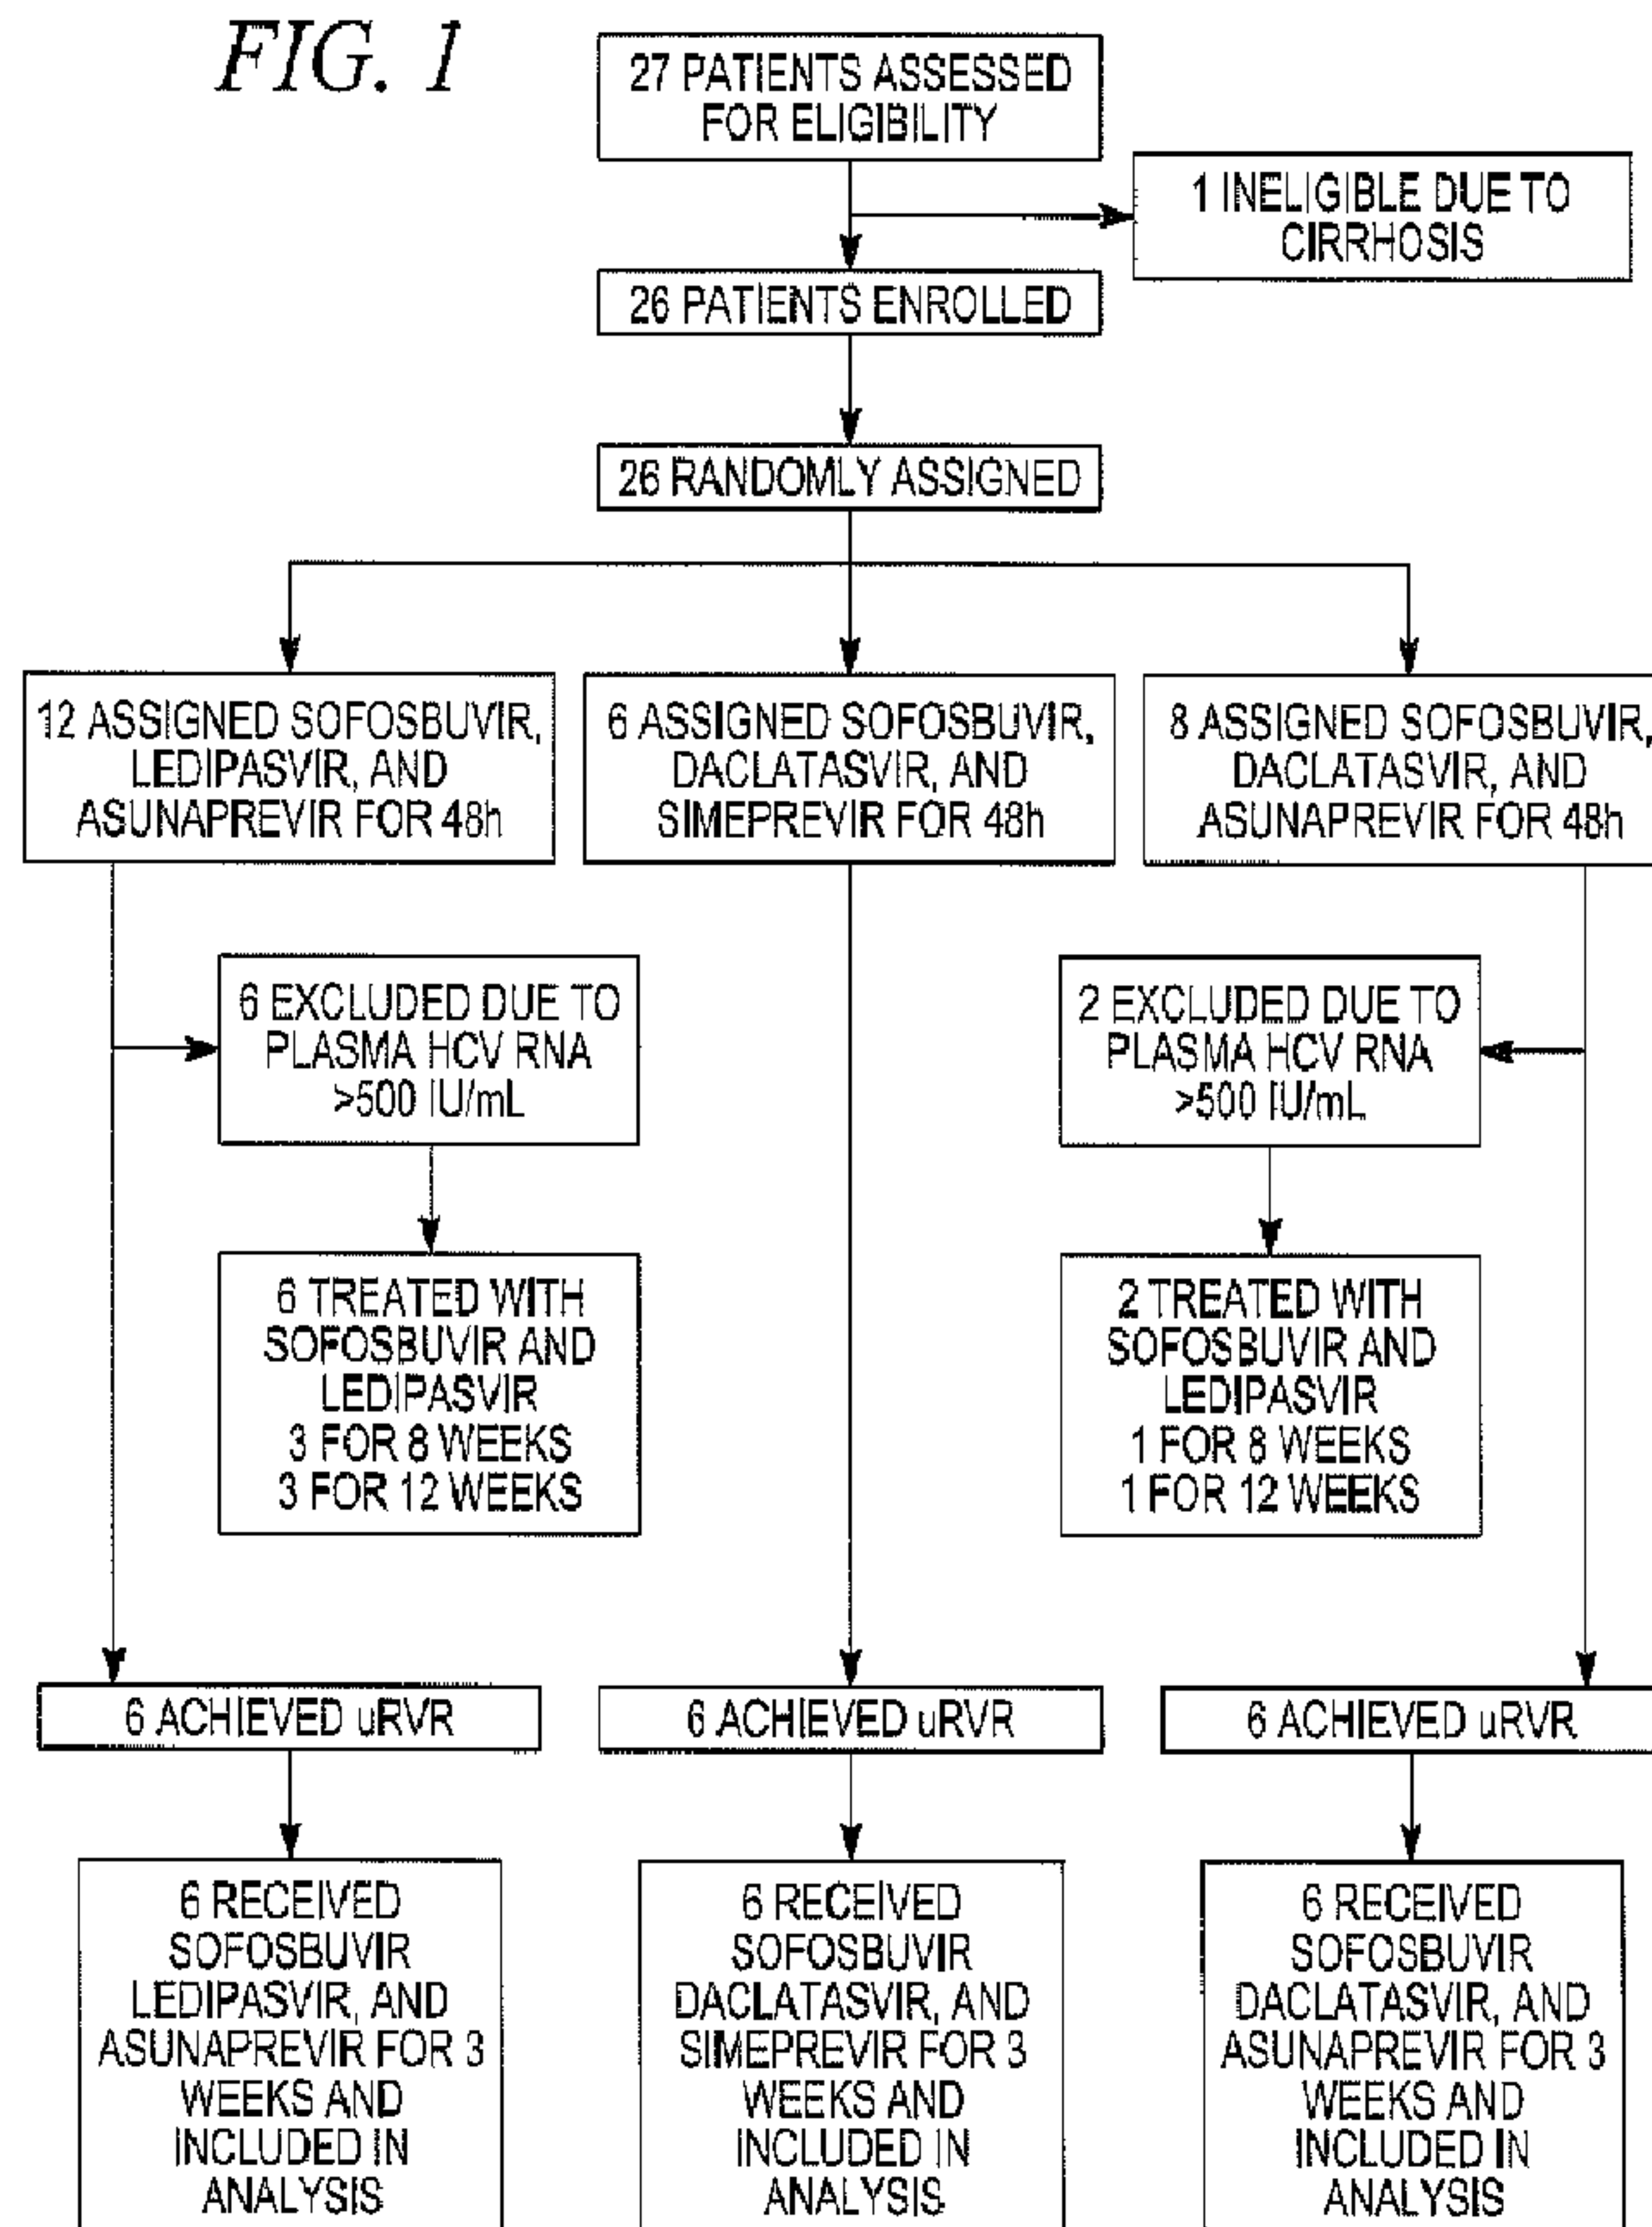 FIG. 1
27 PATIENTS ASSESSED
FOR ELIGIBILITY
1 INELIGIBLE DUE TO
CIRRHOSIS
26 PATIENTS ENROLLED
26 RANDOMLY ASSIGNED
12 ASSIGNED SOFOSBUVIR,
LEDIPASVIR, AND
ASUNAPREVIR FOR 48h
6 ASSIGNED SOFOSBUVIR,
DACLATASVIR, AND
SIMEPREVIR FOR 48h
8 ASSIGNED SOFOSBUVIR,
DACLATASVIR, AND
ASUNAPREVIR FOR 48h
6 EXCLUDED DUE TO
PLASMA HCV RNA
>500 IU/mL
2 EXCLUDED DUE TO
PLASMA HCV RNA
>500 IU/mL
6 TREATED WITH
SOFOSBUVIR AND
LEDIPASVIR
3 FOR 8 WEEKS
3 FOR 12 WEEKS
2 TREATED WITH
SOFOSBUVIR AND
LEDIPASVIR
1 FOR 8 WEEKS
1 FOR 12 WEEKS
6 ACHIEVED uRVR
6 ACHIEVED uRVR
6 ACHIEVED uRVR
6 RECEIVED
SOFOSBUVIR
LEDIPASVIR, AND
ASUNAPREVIR FOR 3
WEEKS AND
INCLUDED IN
ANALYSIS
6 RECEIVED
SOFOSBUVIR
DACLATASVIR, AND
SIMEPREVIR FOR 3
WEEKS AND
INCLUDED IN
ANALYSIS
6 RECEIVED
SOFOSBUVIR
DACLATASVIR, AND
ASUNAPREVIR FOR 3
WEEKS AND
INCLUDED IN
ANALYSIS